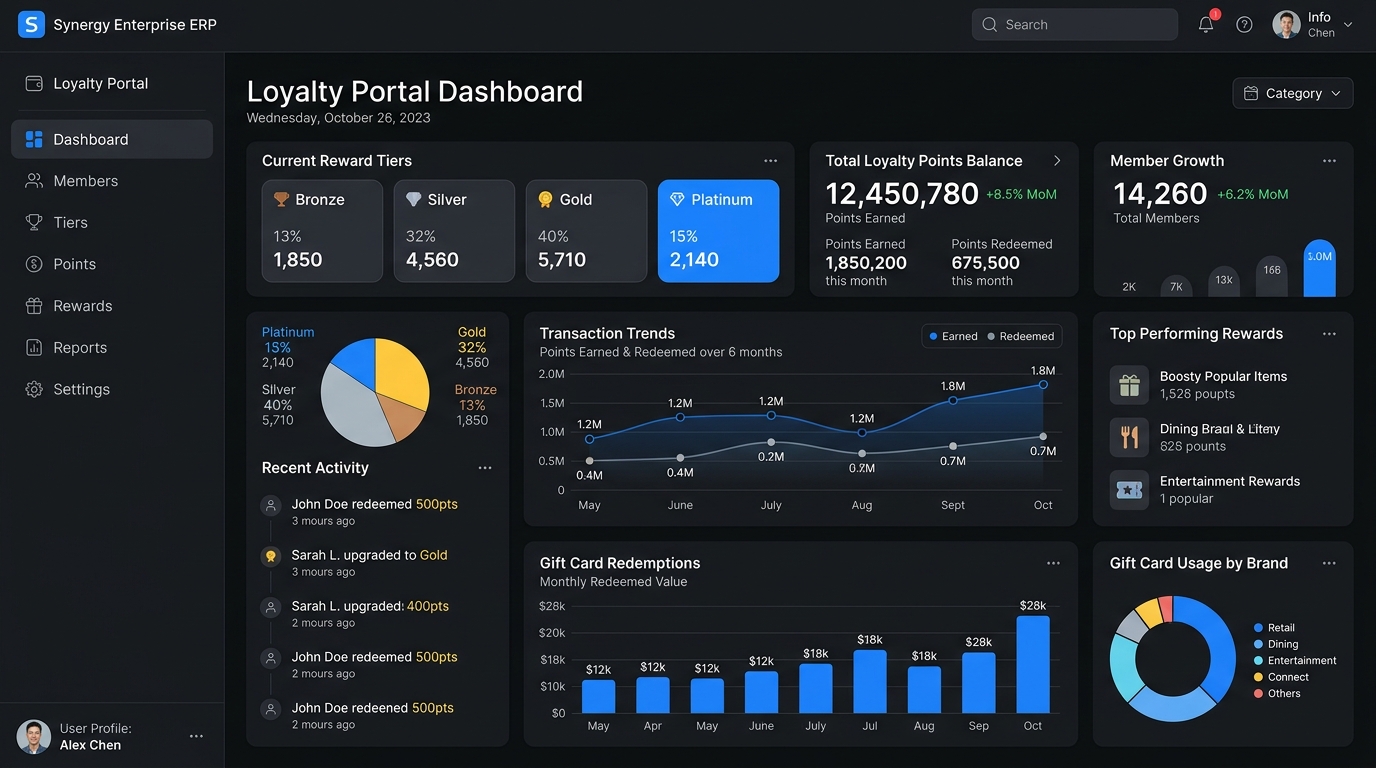 S Synergy Enterprise ERP
Search
1
Info
Chen
Loyalty Portal
Dashboard
Members
Tiers
Points
Rewards
Reports
Settings
User Profile:
Alex Chen
Loyalty Portal Dashboard
Wednesday, October 26, 2023
Category
Current Reward Tiers
Bronze
13%
1,850
Silver
32%
4,560
Gold
40%
5,710
Platinum
15%
2,140
Total Loyalty Points Balance
12,450,780 +8.5% MoM
Points Earned
Points Earned
1,850,200
this month
Points Redeemed
675,500
this month
Member Growth
14,260 +6.2% MoM
Total Members
2K
7K
13k
16B
1.0M
Platinum
15%
2,140
Gold
32%
4,560
Silver
40%
5,710
Bronze
13%
1,850
Recent Activity
John Doe redeemed 500pts
3 mours ago
Sarah L. upgraded to Gold
3 mours ago
Sarah L. upgraded: 400pts
2 mours ago
John Doe redeemed 500pts
2 mours ago
John Doe redeened 500pts
2 mours ago
Transaction Trends
Points Earned & Redeemed over 6 months
Earned
Redeemed
2.0M
1.5M
1.0M
0.5M
0
1.2M
1.2M
1.2M
1.2M
1.8M
1.8M
0.4M
0.4M
0.2M
0.2M
0.7M
0.7M
May
June
July
Aug
Sept
Oct
Top Performing Rewards
Boosty Popular Items
1,528 poupts
Dining
&
pounts
Entertainment Rewards
1 popular
Gift Card Redemptions
Monthly Redeemed Value
$28k
$20k
$18k
$10k
$0
$12k
$12k
$12k
$12k
$18k
$18k
$18k
$28k
$28k
May
Apr
May
June
July
Jul
Aug
Sep
Oct
Gift Card Usage by Brand
Retail
Dining
Entertainment
Connect
Others